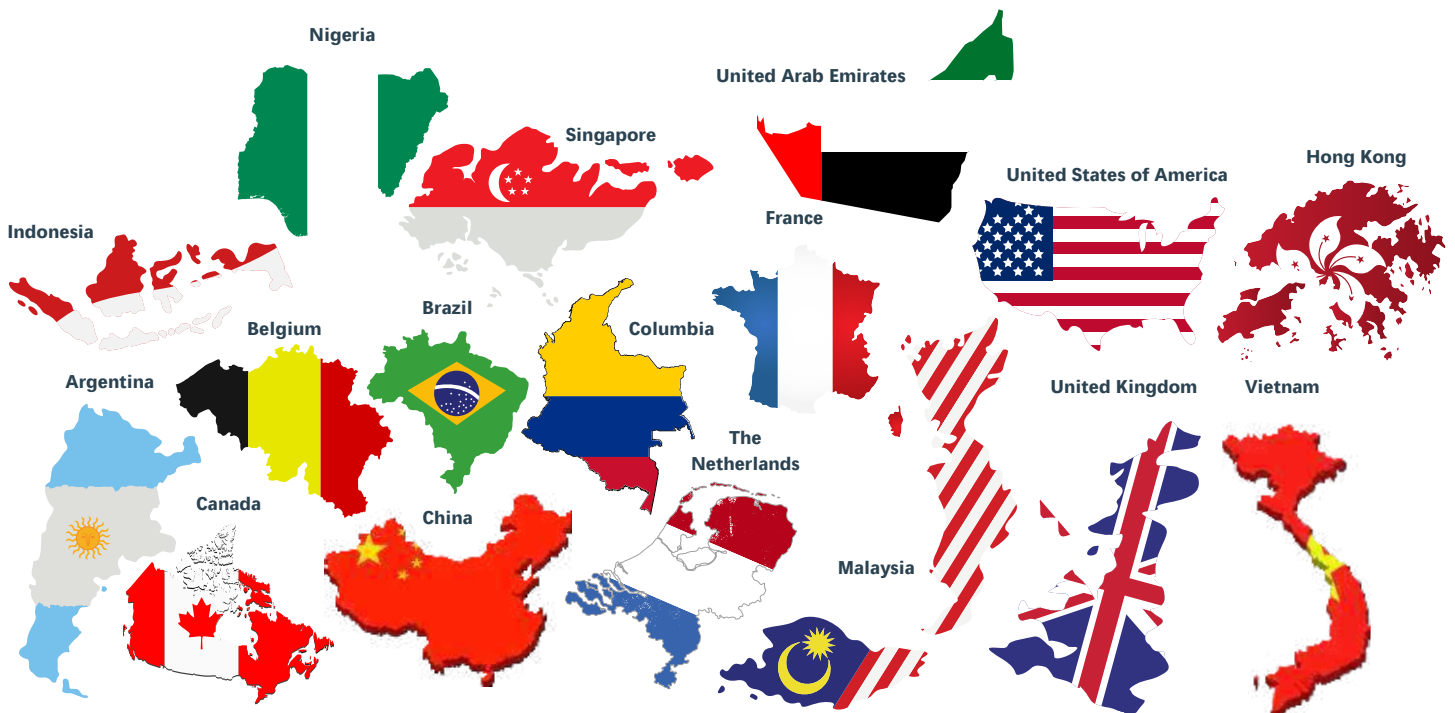 Nigeria
United Arab Emirates
Singapore
Hong Kong
United States of America
France
Indonesia
Brazil
Belgium
Columbia
Argentina
United Kingdom
Vietnam
The
Netherlands
Canada
China
Malaysia